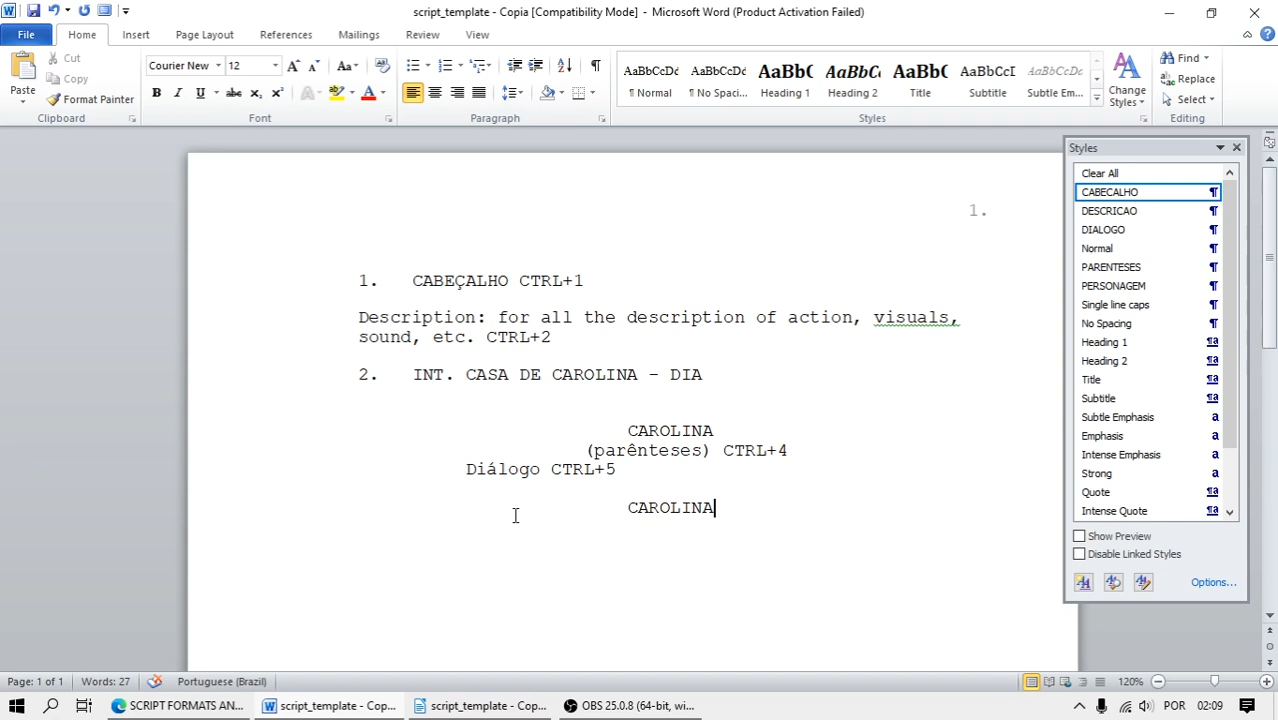 script_template - Copia [Compatibility Mode] - Microsoft Word (Product Activation Failed)
File Home Insert Page Layout References Mailings Review View
Paste
Cut
Copy
Format Painter
Clipboard
Courier New 12
Font
Paragraph
AaBbCcDd AaBbCcDd AaBbC AaBbCc AaBbC AaBbCcD AaBbCcDd
¶ Normal ¶ No Spaci... Heading 1 Heading 2 Title Subtitle Subtle Em...
Change Styles
Styles
Find
Replace
Select
Editing
1.
1. CABEÇALHO CTRL+1
Description: for all the description of action, visuals,
sound, etc. CTRL+2
2. INT. CASA DE CAROLINA – DIA
CAROLINA
(parênteses) CTRL+4
Diálogo CTRL+5
CAROLINA
Styles
Clear All
CABECALHO ¶
DESCRICAO ¶
DIALOGO ¶
Normal ¶
PARENTESES ¶
PERSONAGEM ¶
Single line caps ¶
No Spacing ¶
Heading 1 ¶a
Heading 2 ¶a
Title ¶a
Subtitle ¶a
Subtle Emphasis a
Emphasis a
Intense Emphasis a
Strong a
Quote ¶a
Intense Quote ¶a
Show Preview
Disable Linked Styles
Options...
Page: 1 of 1 Words: 27 Portuguese (Brazil) 120%
SCRIPT FORMATS AN... script_template - Cop... script_template - Cop... OBS 25.0.8 (64-bit, wi... POR 02:09